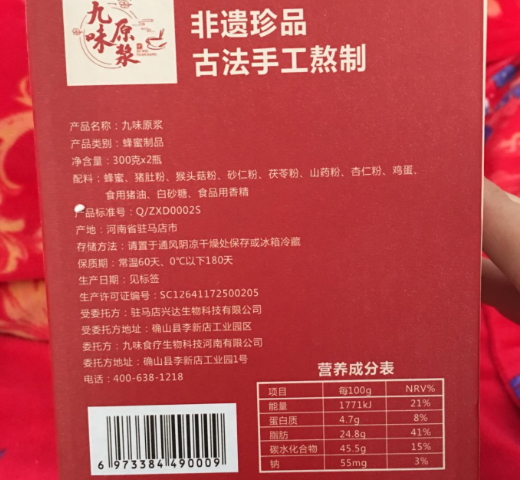 九味原浆
非遗珍品
古法手工熬制
产品名称：九味原浆
产品类别：蜂蜜制品
净含量：300克x2瓶
配料：蜂蜜、猪肚粉、猴头菇粉、砂仁粉、茯苓粉、山药粉、杏仁粉、鸡蛋、
食用猪油、白砂糖、食品用香精
产品标准号：Q/ZXD0002S
产地：河南省驻马店市
存储方法：请置于通风阴凉干燥处保存或冰箱冷藏
保质期：常温60天、0℃以下180天
生产日期：见标签
生产许可证编号：SC12641172500205
受委托方：驻马店兴达生物科技有限公司
受委托方：确山县李新店工业园区
委托方：九味食疗生物科技河南有限公司
委托方地址：确山县李新店工业园1号
电话：400-638-1218
营养成分表
项目 每100g NRV%
能量 1771kJ 21%
蛋白质 4.7g 8%
脂肪 24.8g 41%
碳水化合物 45.5g 15%
钠 55mg 3%
6 973384 490009